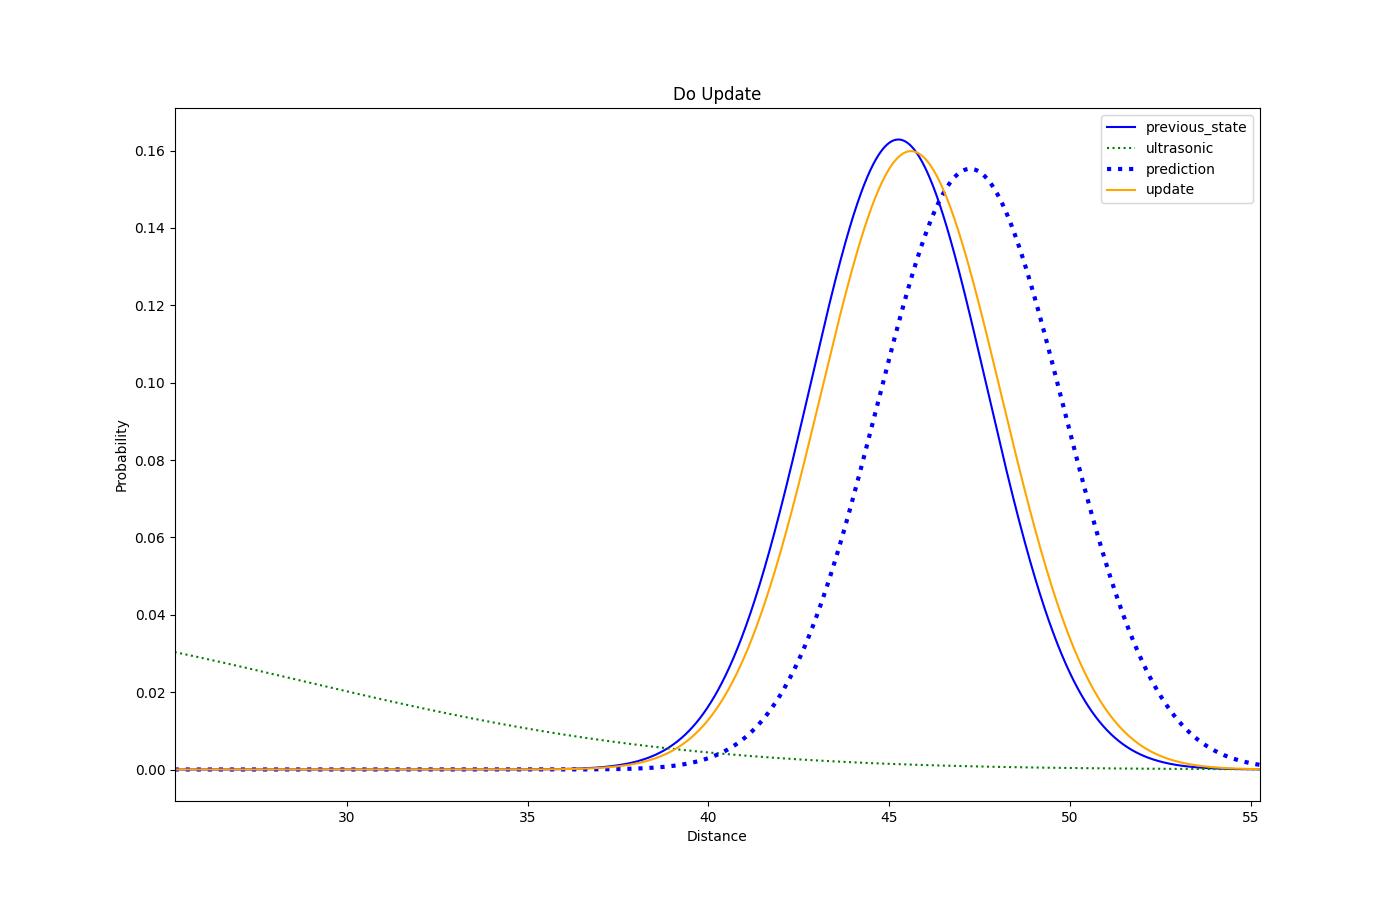 Do Update
previous_state
ultrasonic
prediction
update
0.16
0.14
0.12
0.10
0.08
0.06
0.04
0.02
0.00
Probability
30 35 40 45 50 55
Distance